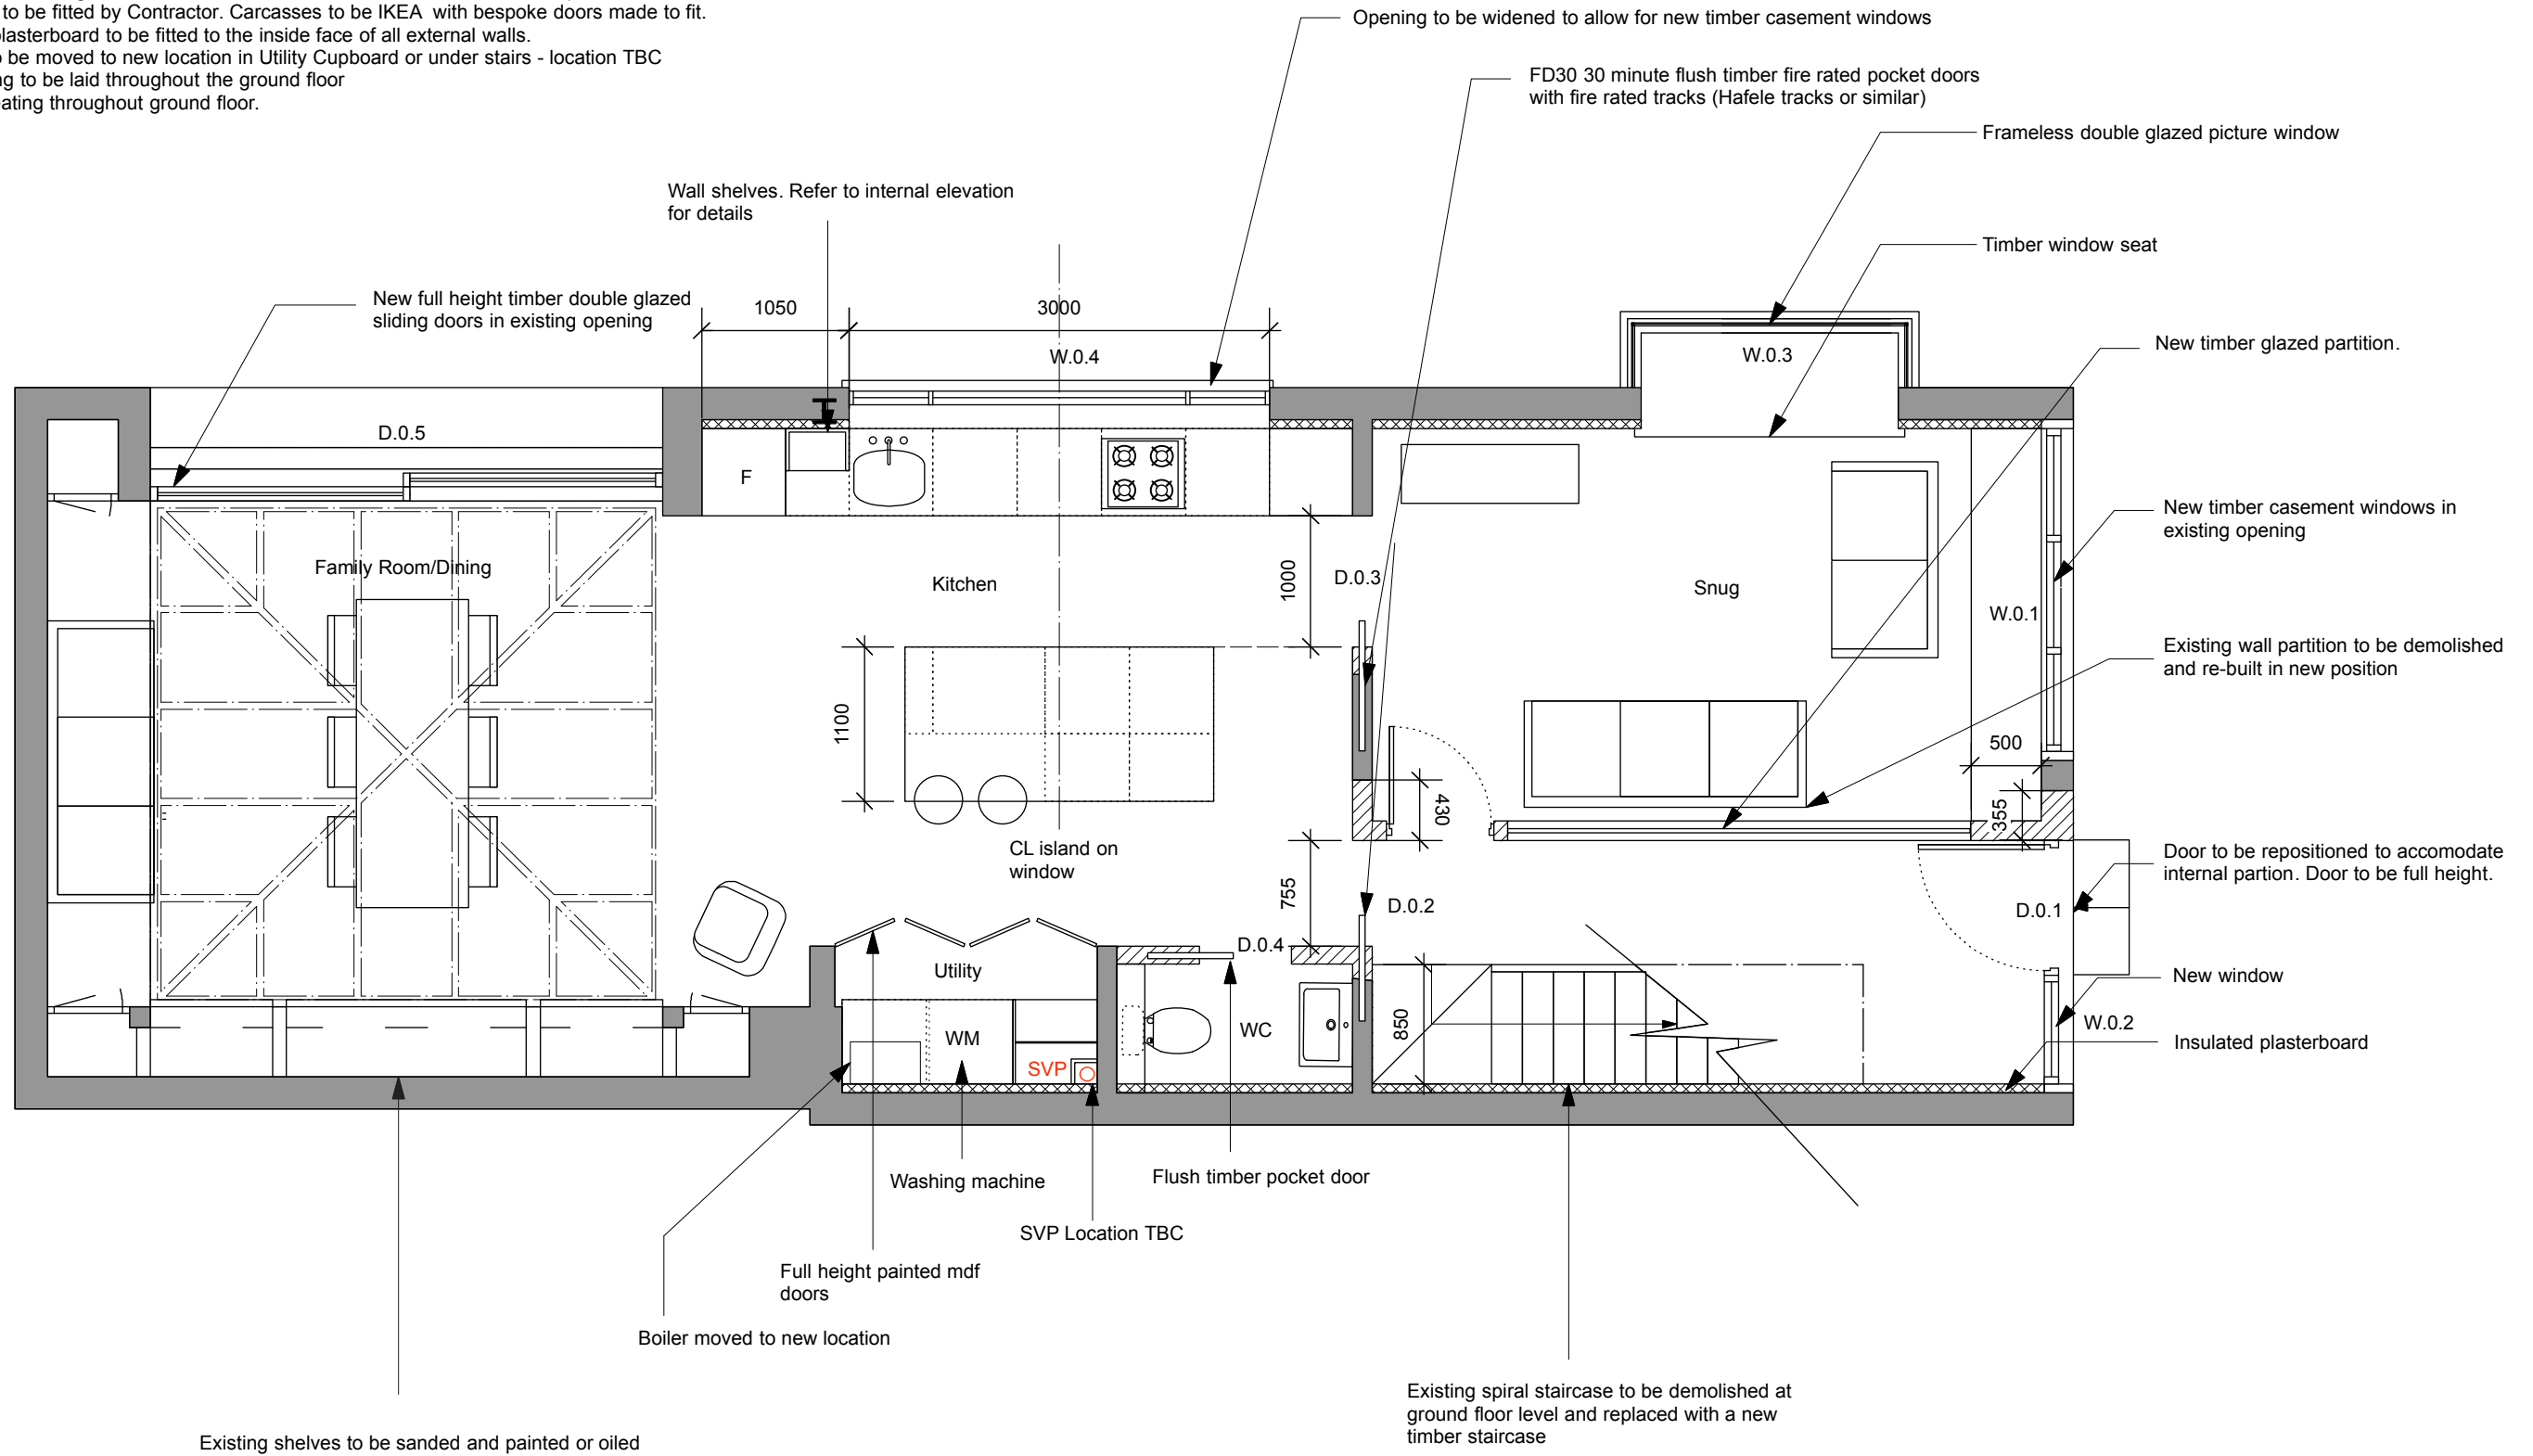 to be fitted by Contractor. Carcasses to be IKEA with bespoke doors made to fit.
plasterboard to be fitted to the inside face of all external walls.
be moved to new location in Utility Cupboard or under stairs - location TBC
to be laid throughout the ground floor
throughout ground floor.
Opening to be widened to allow for new timber casement windows
FD30 30 minute flush timber fire rated pocket doors
with fire rated tracks (Hafele tracks or similar)
Frameless double glazed picture window
Wall shelves. Refer to internal elevation
for details
Timber window seat
New full height timber double glazed
sliding doors in existing opening
1050
3000
W.0.4
W.0.3
New timber glazed partition.
D.0.5
F
New timber casement windows in
existing opening
Family Room/Dining
Kitchen
1000
D.0.3
Snug
W.0.1
Existing wall partition to be demolished
and re-built in new position
1100
500
430
355
CL island on
window
755
Door to be repositioned to accomodate
internal partion. Door to be full height.
D.0.2
D.0.1
D.0.4
Utility
New window
850
WM
WC
W.0.2
Insulated plasterboard
SVP
Washing machine
Flush timber pocket door
SVP Location TBC
Full height painted mdf
doors
Boiler moved to new location
Existing spiral staircase to be demolished at
ground floor level and replaced with a new
timber staircase
Existing shelves to be sanded and painted or oiled